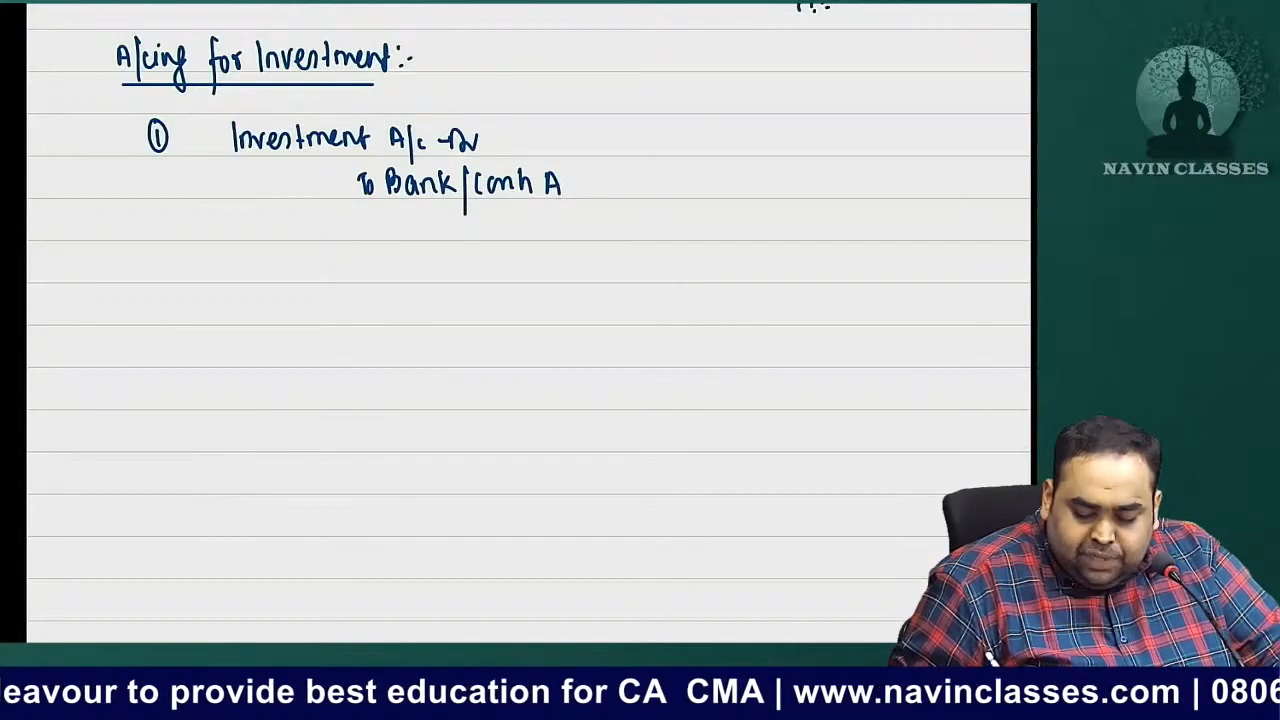 A/cing for Investment:-
① Investment A/c Dr
To Bank/Cash A
NAVIN CLASSES
leavour to provide best education for CA CMA | www.navinclasses.com | 0806